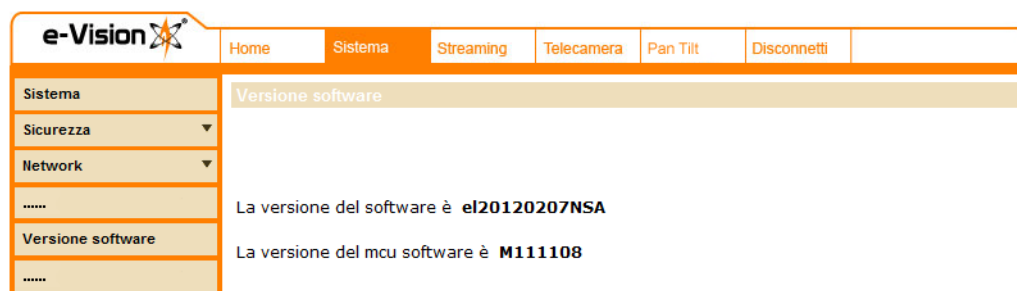 e-Vision®
Home Sistema Streaming Telecamera Pan Tilt Disconnetti
Sistema
Versione software
Sicurezza
Network
......
La versione del software è el20120207NSA
Versione software
La versione del mcu software è M111108
......